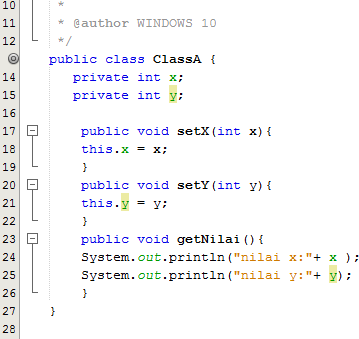 10 *
11 * @author WINDOWS 10
12 */
public class ClassA {
14 private int x;
15 private int y;
16
17 public void setX(int x){
18 this.x = x;
19 }
20 public void setY(int y){
21 this.y = y;
22 }
23 public void getNilai(){
24 System.out.println("nilai x:"+ x );
25 System.out.println("nilai y:"+ y);
26 }
27 }
28